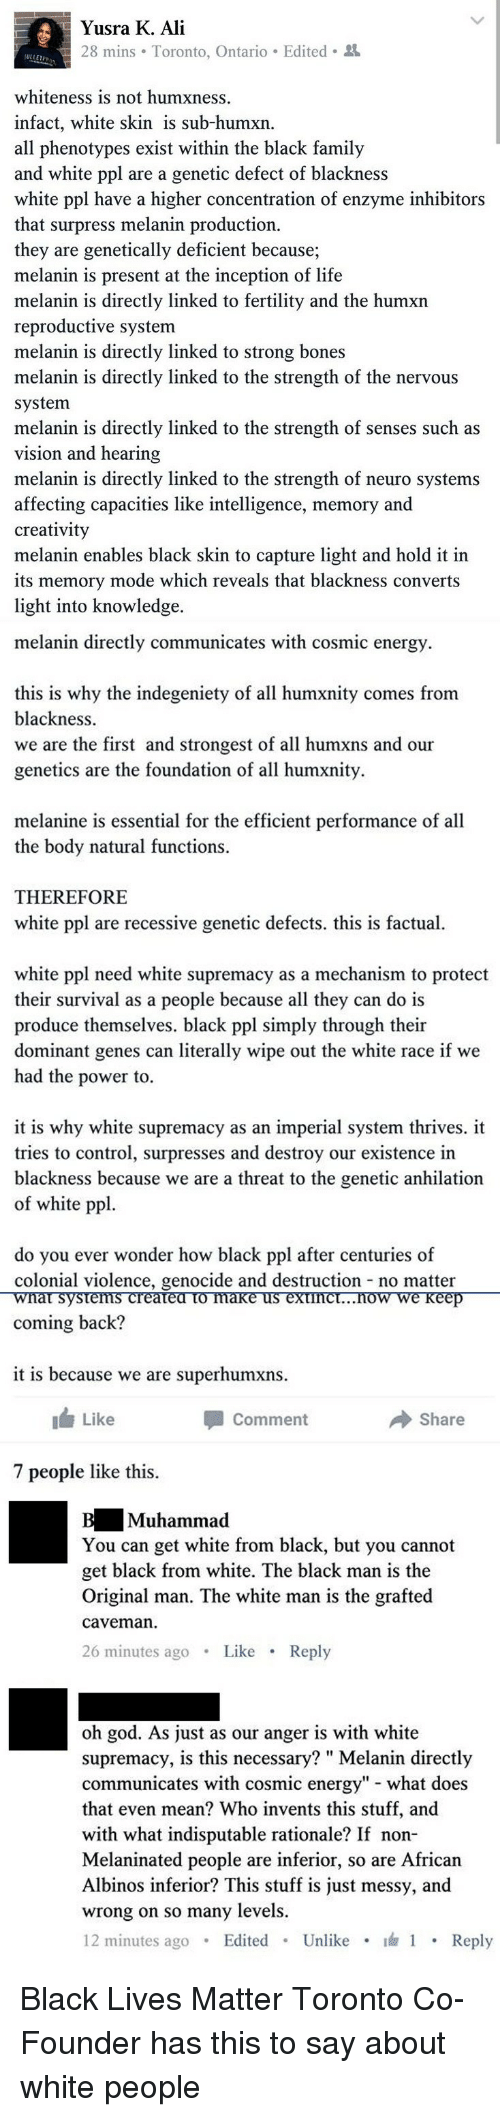 Yusra K. Ali
28 mins • Toronto, Ontario • Edited •
whiteness is not humxness.
infact, white skin is sub-humxn.
all phenotypes exist within the black family
and white ppl are a genetic defect of blackness
white ppl have a higher concentration of enzyme inhibitors
that surpress melanin production.
they are genetically deficient because;
melanin is present at the inception of life
melanin is directly linked to fertility and the humxn
reproductive system
melanin is directly linked to strong bones
melanin is directly linked to the strength of the nervous
system
melanin is directly linked to the strength of senses such as
vision and hearing
melanin is directly linked to the strength of neuro systems
affecting capacities like intelligence, memory and
creativity
melanin enables black skin to capture light and hold it in
its memory mode which reveals that blackness converts
light into knowledge.
melanin directly communicates with cosmic energy.
this is why the indegeniety of all humxnity comes from
blackness.
we are the first and strongest of all humxns and our
genetics are the foundation of all humxnity.
melanine is essential for the efficient performance of all
the body natural functions.
THEREFORE
white ppl are recessive genetic defects. this is factual.
white ppl need white supremacy as a mechanism to protect
their survival as a people because all they can do is
produce themselves. black ppl simply through their
dominant genes can literally wipe out the white race if we
had the power to.
it is why white supremacy as an imperial system thrives. it
tries to control, surpresses and destroy our existence in
blackness because we are a threat to the genetic anhilation
of white ppl.
do you ever wonder how black ppl after centuries of
colonial violence, genocide and destruction - no matter
what systems created to make us extinct...how we keep
coming back?
it is because we are superhumxns.
Like Comment Share
7 people like this.
B Muhammad
You can get white from black, but you cannot
get black from white. The black man is the
Original man. The white man is the grafted
caveman.
26 minutes ago • Like • Reply
oh god. As just as our anger is with white
supremacy, is this necessary? " Melanin directly
communicates with cosmic energy" - what does
that even mean? Who invents this stuff, and
with what indisputable rationale? If non-
Melaninated people are inferior, so are African
Albinos inferior? This stuff is just messy, and
wrong on so many levels.
12 minutes ago • Edited • Unlike • 1 • Reply
Black Lives Matter Toronto Co-
Founder has this to say about
white people